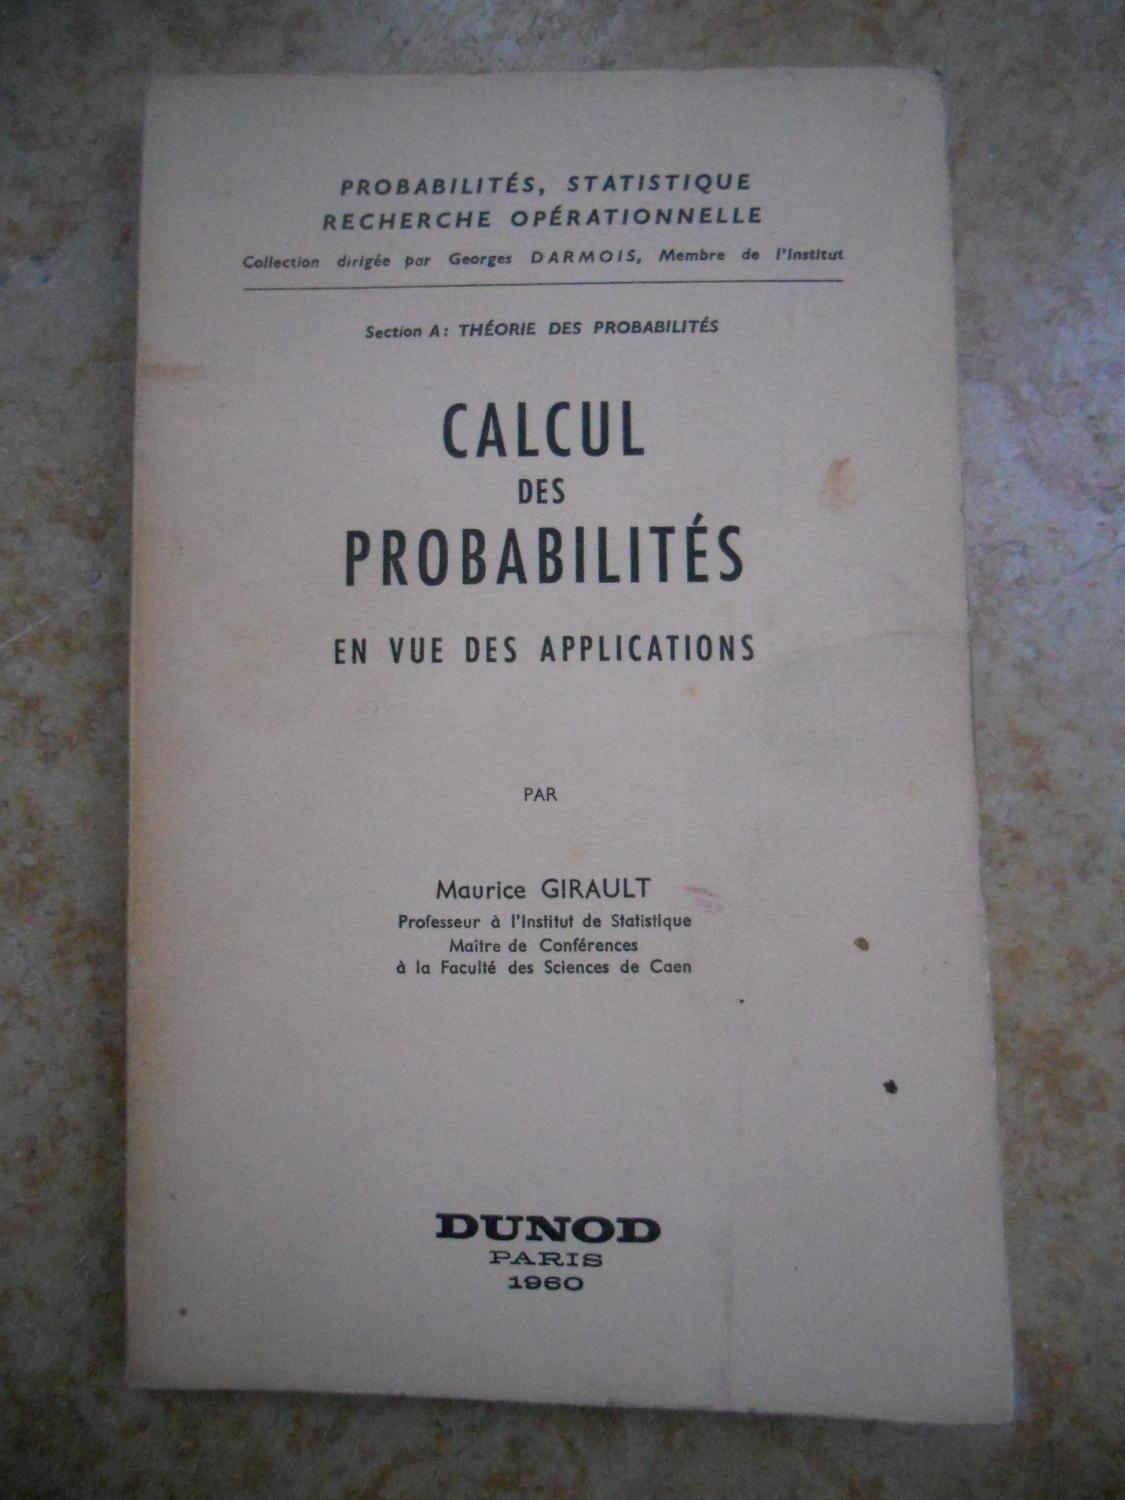 PROBABILITÉS, STATISTIQUE
RECHERCHE OPÉRATIONNELLE
Collection dirigée par Georges DARMOIS, Membre de l'Institut
Section A: THÉORIE DES PROBABILITÉS
CALCUL
DES
PROBABILITÉS
EN VUE DES APPLICATIONS
PAR
Maurice GIRAULT
Professeur à l'Institut de Statistique
Maître de Conférences
à la Faculté des Sciences de Caen
DUNOD
PARIS
1960